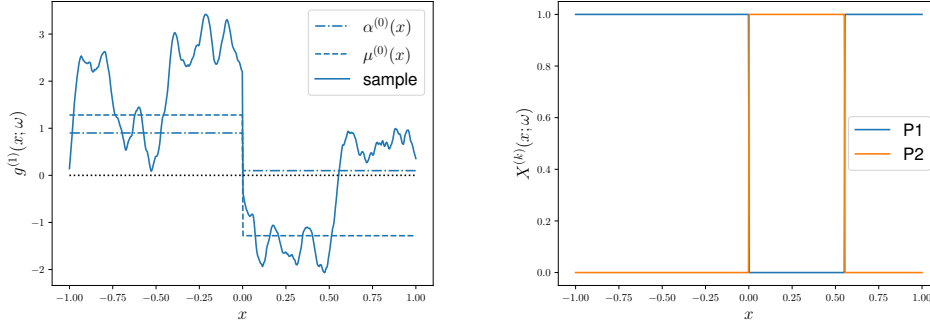 3
2
1
0
−1
−2
−1.00 −0.75 −0.50 −0.25 0.00 0.25 0.50 0.75 1.00
x
g^{(1)}(x; ω)
α^{(0)}(x)
μ^{(0)}(x)
sample
1.0
0.8
0.6
0.4
0.2
0.0
−1.00 −0.75 −0.50 −0.25 0.00 0.25 0.50 0.75 1.00
x
X^{(k)}(x; ω)
P1
P2